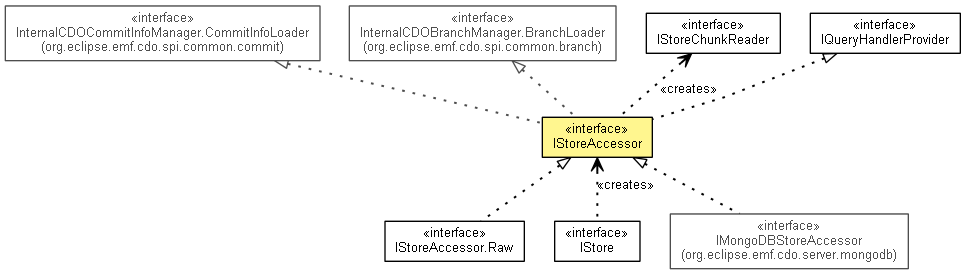 «interface»
InternalCDOCommitInfoManager.CommitInfoLoader
(org.eclipse.emf.cdo.spi.common.commit)
«interface»
InternalCDOBranchManager.BranchLoader
(org.eclipse.emf.cdo.spi.common.branch)
«interface»
IStoreChunkReader
«interface»
IQueryHandlerProvider
«creates»
«interface»
IStoreAccessor
«creates»
«interface»
IStoreAccessor.Raw
«interface»
IStore
«interface»
IMongoDBStoreAccessor
(org.eclipse.emf.cdo.server.mongodb)